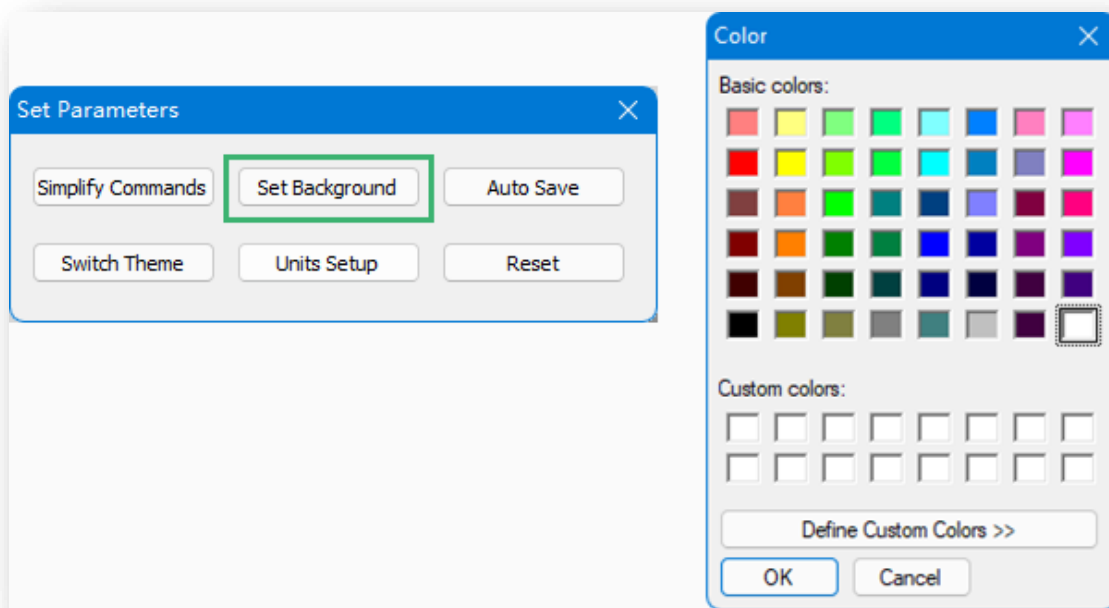 Set Parameters
Simplify Commands
Set Background
Auto Save
Switch Theme
Units Setup
Reset
Color
Basic colors:
Custom colors:
Define Custom Colors >>
OK
Cancel